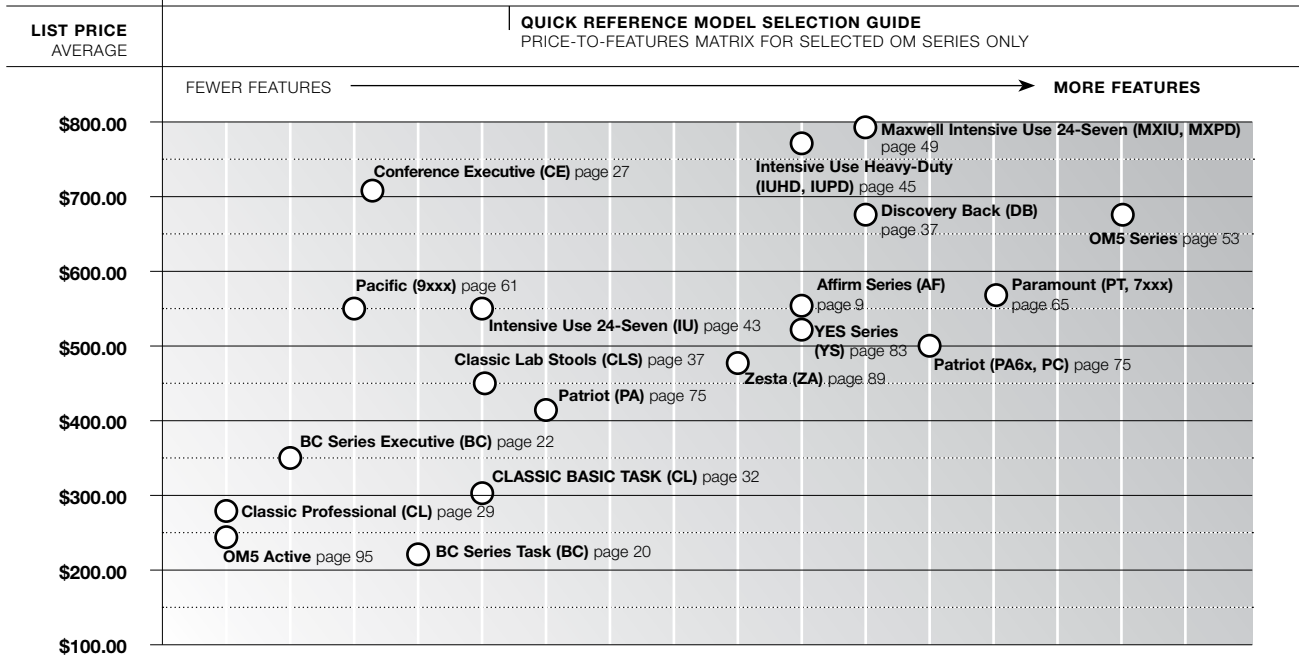 LIST PRICE
AVERAGE
QUICK REFERENCE MODEL SELECTION GUIDE
PRICE-TO-FEATURES MATRIX FOR SELECTED OM SERIES ONLY
FEWER FEATURES
MORE FEATURES
$800.00
Maxwell Intensive Use 24-Seven (MXIU, MXPD)
page 49
Intensive Use Heavy-Duty
(IUHD, IUPD) page 45
Conference Executive (CE) page 27
$700.00
Discovery Back (DB)
page 37
OM5 Series page 53
$600.00
Pacific (9xxx) page 61
Affirm Series (AF)
page 9
Paramount (PT, 7xxx)
page 65
Intensive Use 24-Seven (IU) page 43
YES Series
(YS) page 83
$500.00
Classic Lab Stools (CLS) page 37
Patriot (PA6x, PC) page 75
Zesta (ZA) page 89
Patriot (PA) page 75
$400.00
BC Series Executive (BC) page 22
CLASSIC BASIC TASK (CL) page 32
$300.00
Classic Professional (CL) page 29
OM5 Active page 95
BC Series Task (BC) page 20
$200.00
$100.00